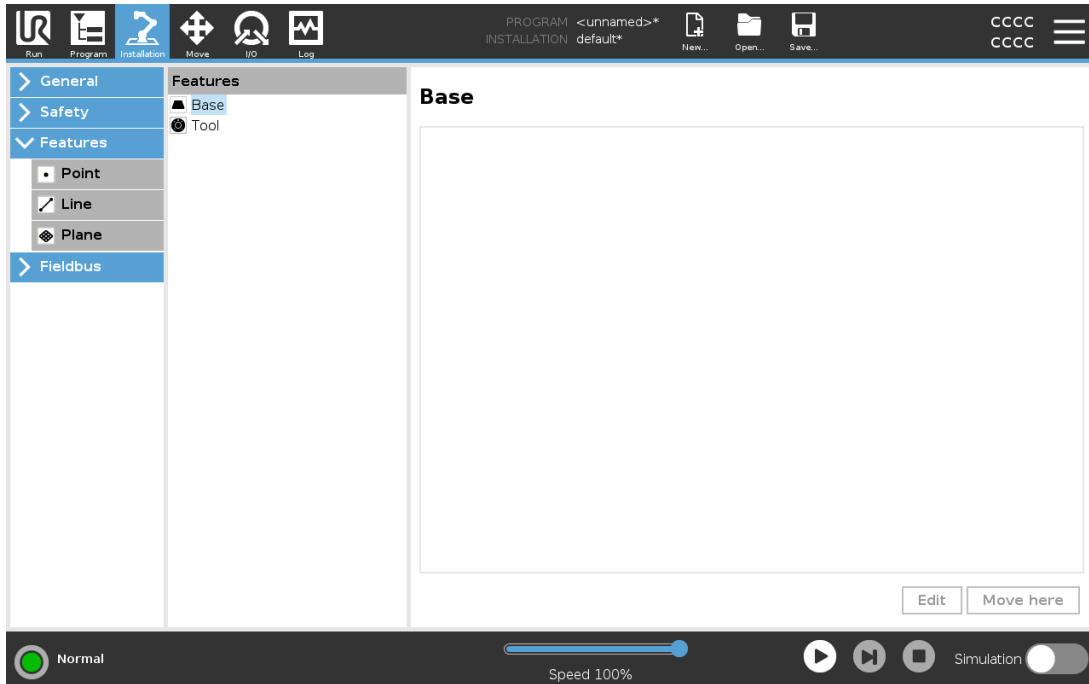 Run
Program
Installation
Move
I/O
Log
PROGRAM <unnamed>*
INSTALLATION default*
New...
Open...
Save...
CCCC
CCCC
General
Safety
Features
Point
Line
Plane
Fieldbus
Features
Base
Tool
Base
Edit
Move here
Normal
Speed 100%
Simulation